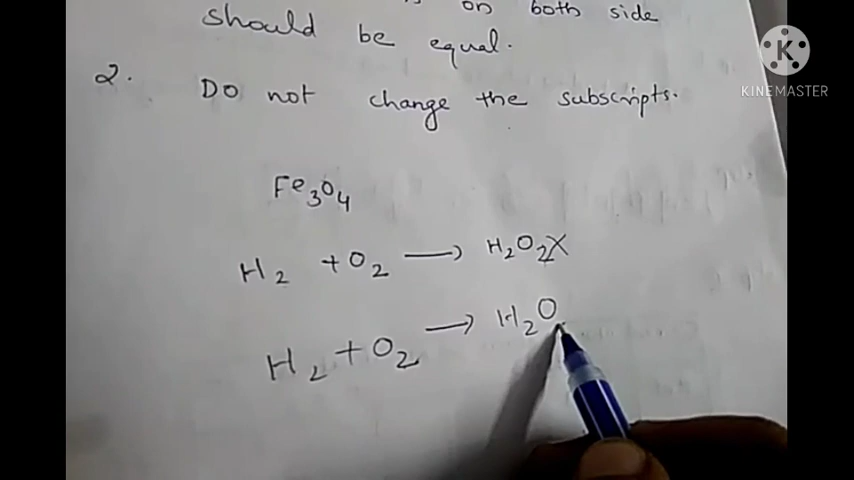 on both side
should be equal.
2. Do not change the subscripts.
Fe3O4
H2 + O2 → H2O2 X
H2 + O2 → H2O
K
KINEMASTER